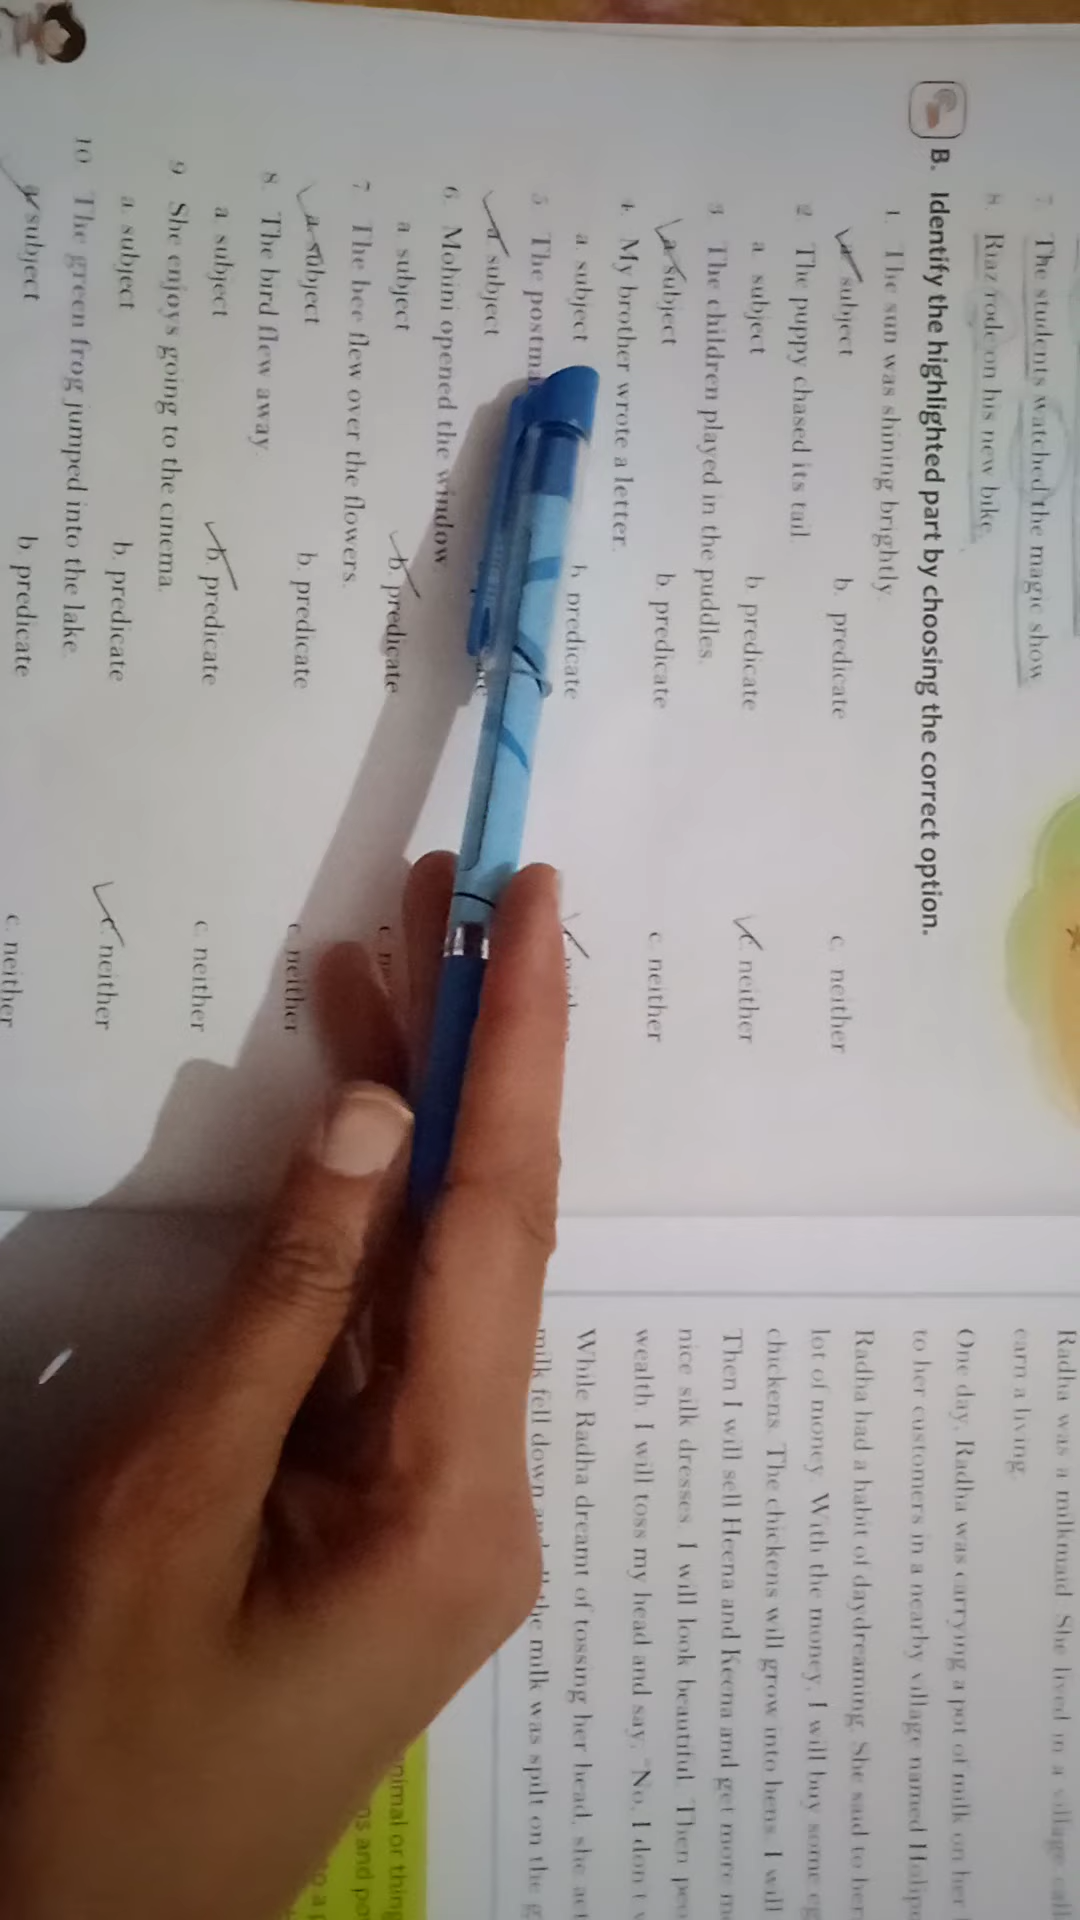 7. The students watched the magic show
8. Riaz rode on his new bike.
B. Identify the highlighted part by choosing the correct option.
1. The sun was shining brightly.
a. subject b. predicate c. neither
2. The puppy chased its tail.
a. subject b. predicate c. neither
3. The children played in the puddles.
a. subject b. predicate c. neither
4. My brother wrote a letter.
a. subject b. predicate
5. The
a. subject
6. Mohini opened the window.
a. subject b. predicate c.
7. The bee flew over the flowers.
a. subject b. predicate c. neither
8. The bird flew away.
a. subject b. predicate c. neither
9. She enjoys going to the cinema.
a. subject b. predicate c. neither
10. The green frog jumped into the lake.
a. subject b. predicate c. neither
Radha was a milkmaid. She lived in a village
earn a living.
One day, Radha was carrying a pot of milk on her
to her customers in a nearby village named
Radha had a habit of daydreaming. She said to her
lot of money. With the money, I will buy some
chickens. The chickens will grow into hens. I will
Then I will sell Heena and Keena and get more
nice silk dresses. I will look beautiful. Then
wealth. I will toss my head and say, "No, I don't
While Radha dreamt of tossing her head, she
milk fell down the milk was spilt on the
animal or thing
and